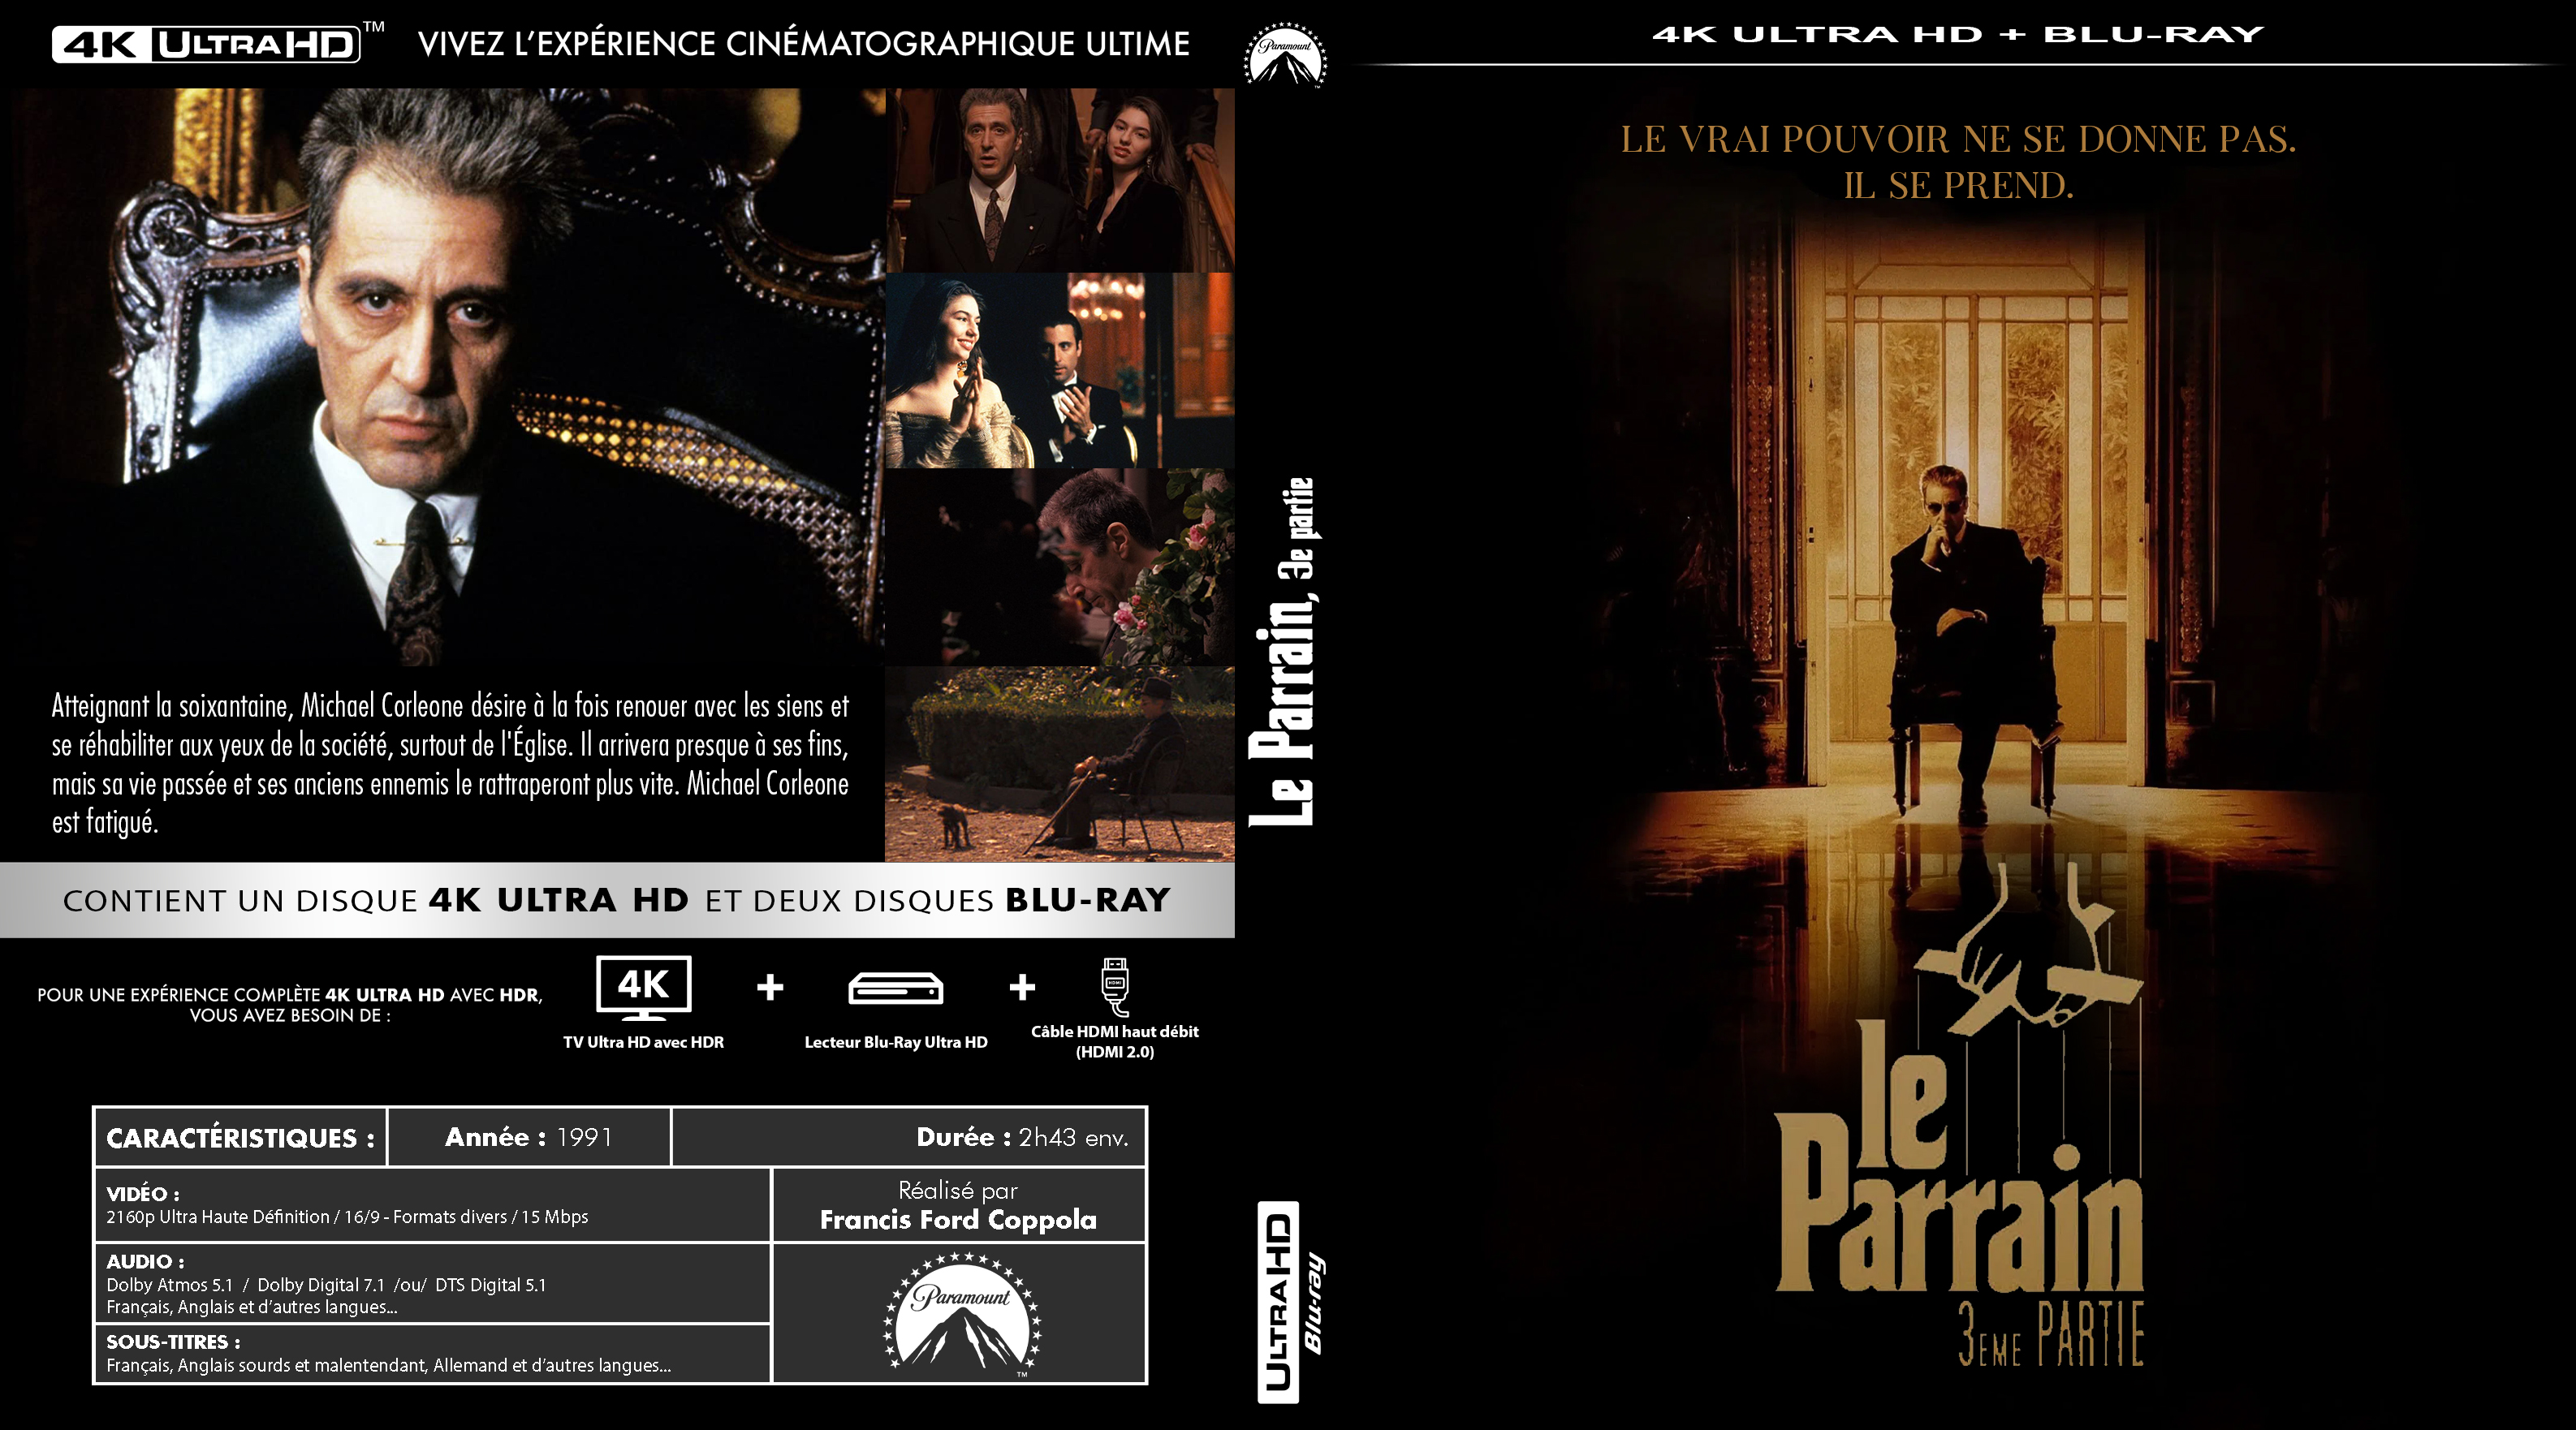 4K ULTRA HD™
VIVEZ L'EXPÉRIENCE CINÉMATOGRAPHIQUE ULTIME
Atteignant la soixantaine, Michael Corleone désire à la fois renouer avec les siens et
se réhabiliter aux yeux de la société, surtout de l'Église. Il arrivera presque à ses fins,
mais sa vie passée et ses anciens ennemis le rattraperont plus vite. Michael Corleone
est fatigué.
CONTIENT UN DISQUE 4K ULTRA HD ET DEUX DISQUES BLU-RAY
POUR UNE EXPÉRIENCE COMPLÈTE 4K ULTRA HD AVEC HDR,
VOUS AVEZ BESOIN DE :
4K
TV Ultra HD avec HDR
+
Lecteur Blu-Ray Ultra HD
+
HDMI
Câble HDMI haut débit
(HDMI 2.0)
CARACTÉRISTIQUES :
Année : 1991
Durée : 2h43 env.
VIDÉO :
2160p Ultra Haute Définition / 16/9 - Formats divers / 15 Mbps
Réalisé par
Francis Ford Coppola
AUDIO :
Dolby Atmos 5.1 / Dolby Digital 7.1 /ou/ DTS Digital 5.1
Français, Anglais et d'autres langues...
SOUS-TITRES :
Français, Anglais sourds et malentendant, Allemand et d'autres langues...
Paramount
TM
Paramount
TM
Le Parrain, 3e partie
ULTRA HD
Blu-ray
4K ULTRA HD + BLU-RAY
LE VRAI POUVOIR NE SE DONNE PAS.
IL SE PREND.
le
Parrain
3EME PARTIE